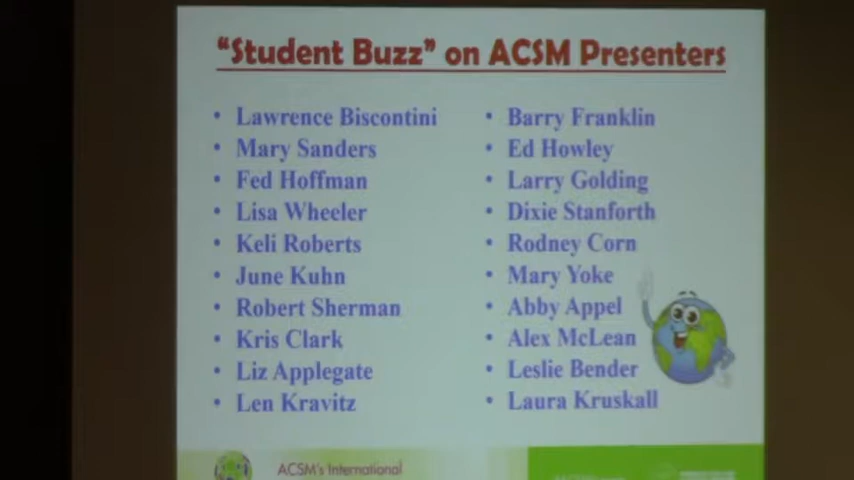 “Student Buzz” on ACSM Presenters
• Lawrence Biscontini
• Mary Sanders
• Fed Hoffman
• Lisa Wheeler
• Keli Roberts
• June Kuhn
• Robert Sherman
• Kris Clark
• Liz Applegate
• Len Kravitz
• Barry Franklin
• Ed Howley
• Larry Golding
• Dixie Stanforth
• Rodney Corn
• Mary Yoke
• Abby Appel
• Alex McLean
• Leslie Bender
• Laura Kruskall
ACSM's International